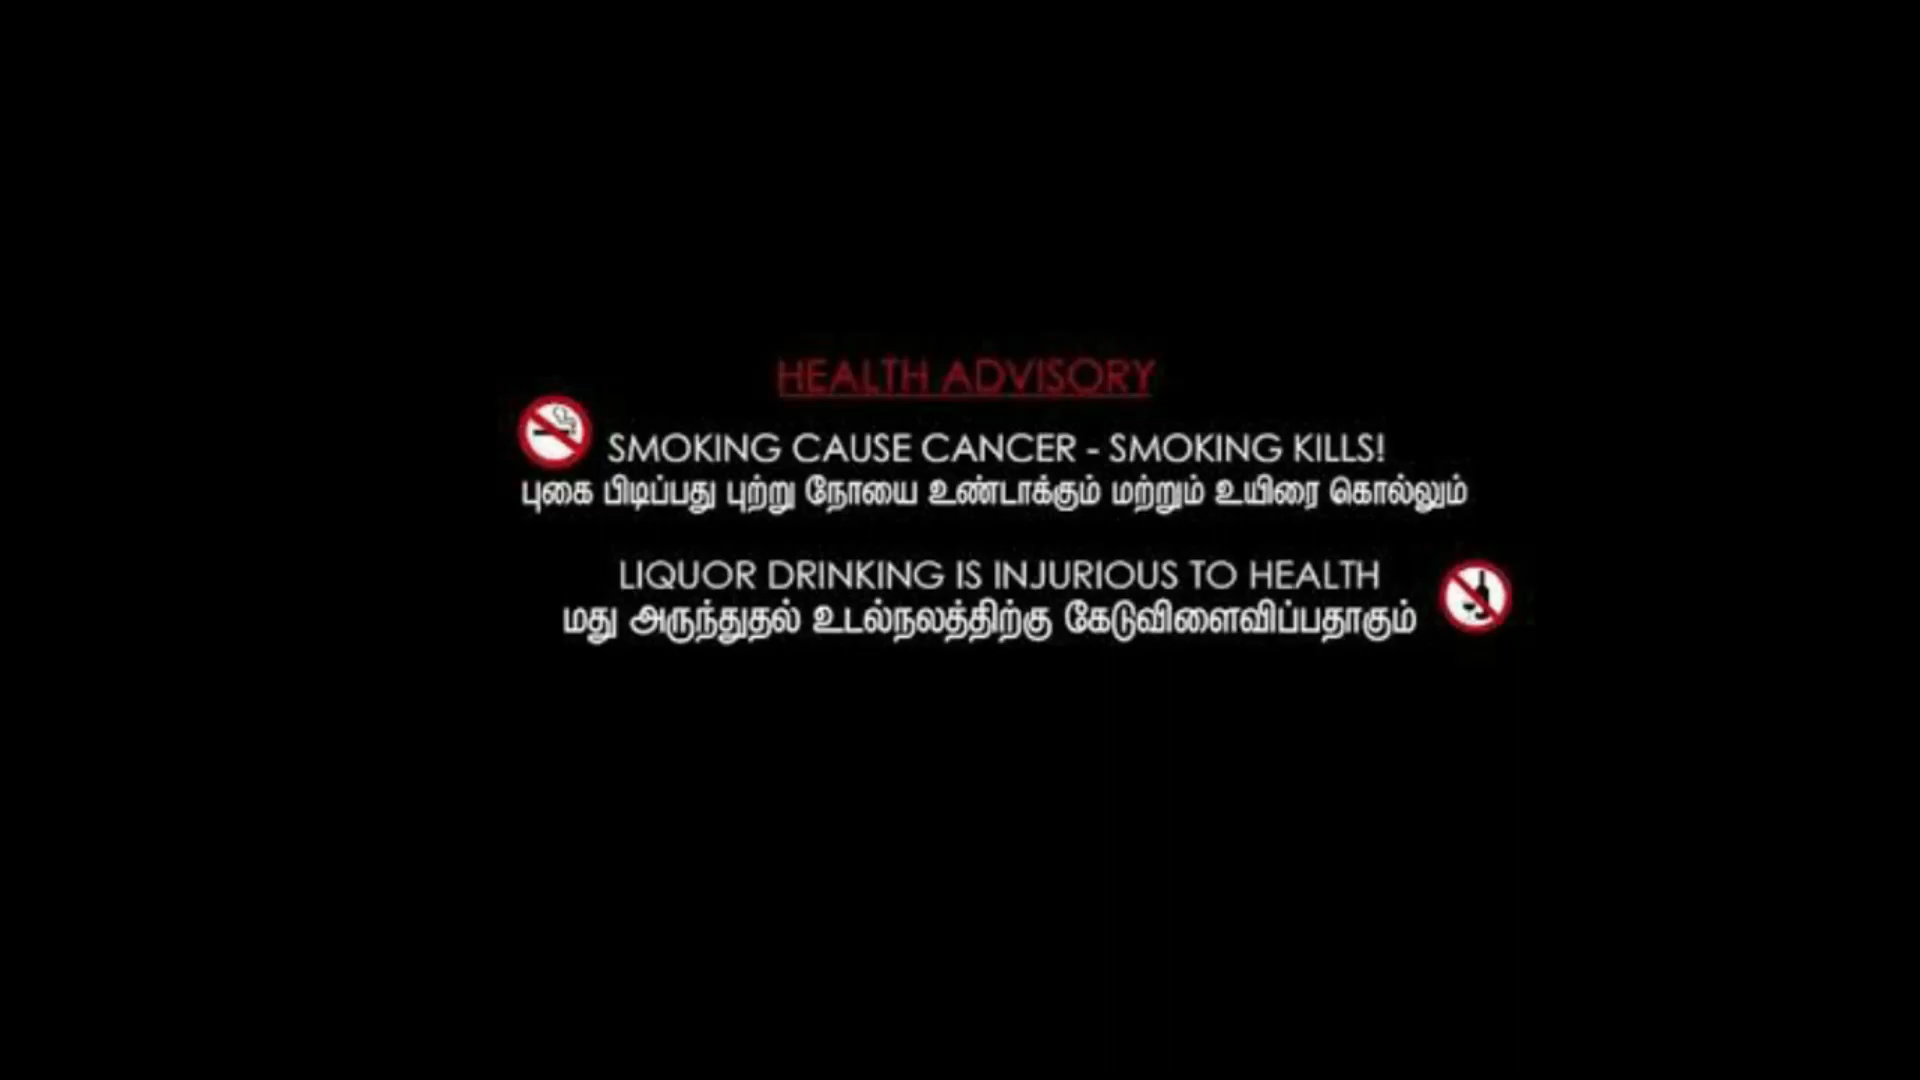 HEALTH ADVISORY
SMOKING CAUSE CANCER - SMOKING KILLS!
புகை பிடிப்பது புற்று நோயை உண்டாக்கும் மற்றும் உயிரை கொல்லும்
LIQUOR DRINKING IS INJURIOUS TO HEALTH
மது அருந்துதல் உடல்நலத்திற்கு கேடுவிளைவிப்பதாகும்